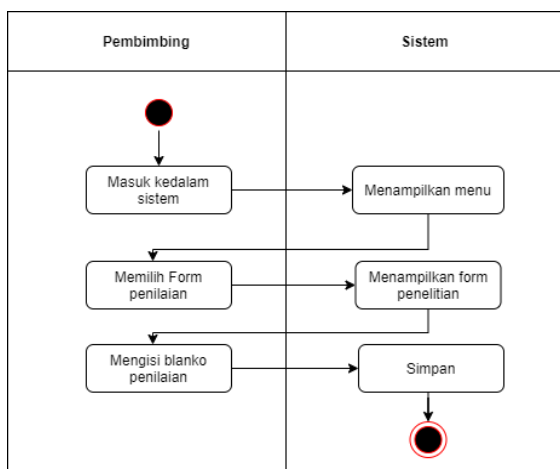 Pembimbing
Sistem
Masuk kedalam
sistem
Menampilkan menu
Memilih Form
penilaian
Menampilkan form
penelitian
Mengisi blanko
penilaian
Simpan